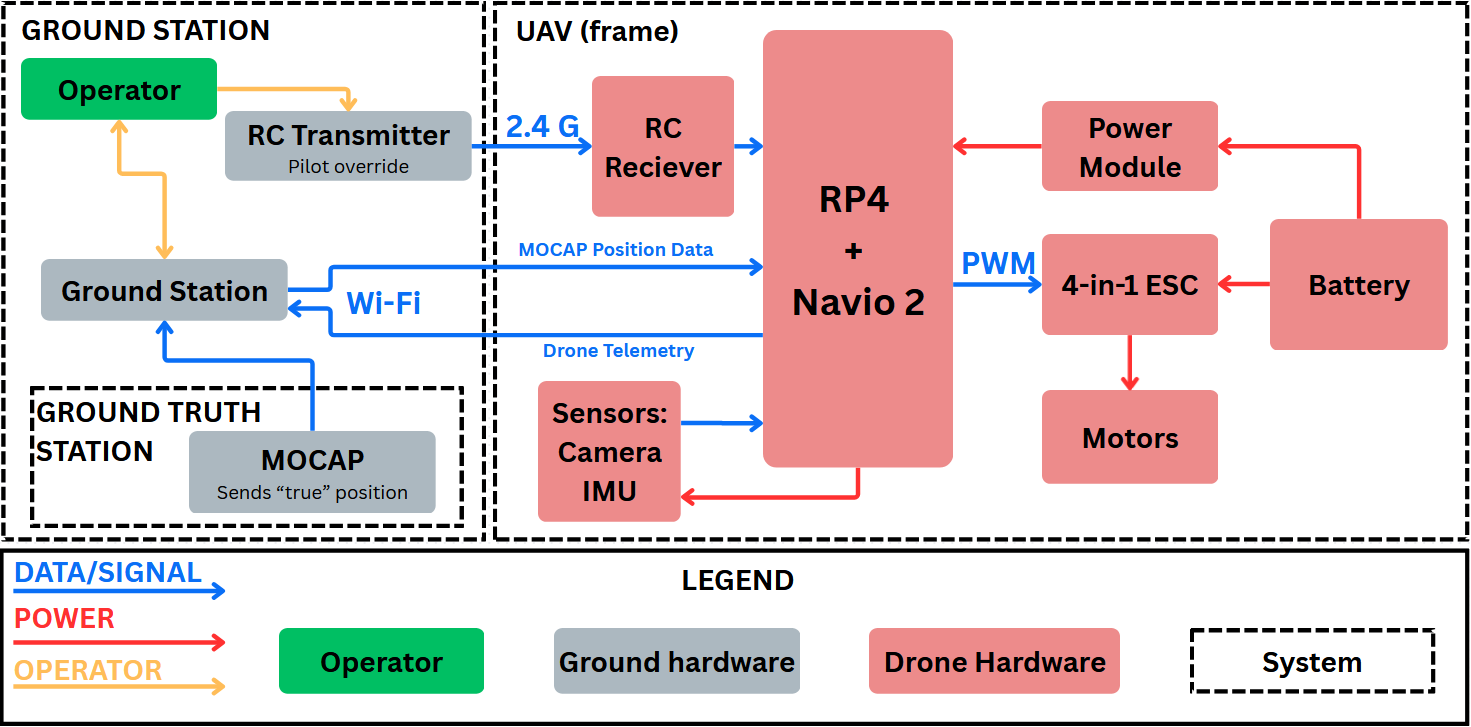 GROUND STATION
Operator
RC Transmitter
Pilot override
Ground Station
Wi-Fi
GROUND TRUTH
STATION
MOCAP
Sends “true” position
UAV (frame)
2.4 G
RC
Reciever
MOCAP Position Data
Drone Telemetry
Sensors:
Camera
IMU
RP4
+
Navio 2
PWM
Power
Module
4-in-1 ESC
Battery
Motors
LEGEND
DATA/SIGNAL
POWER
OPERATOR
Operator
Ground hardware
Drone Hardware
System